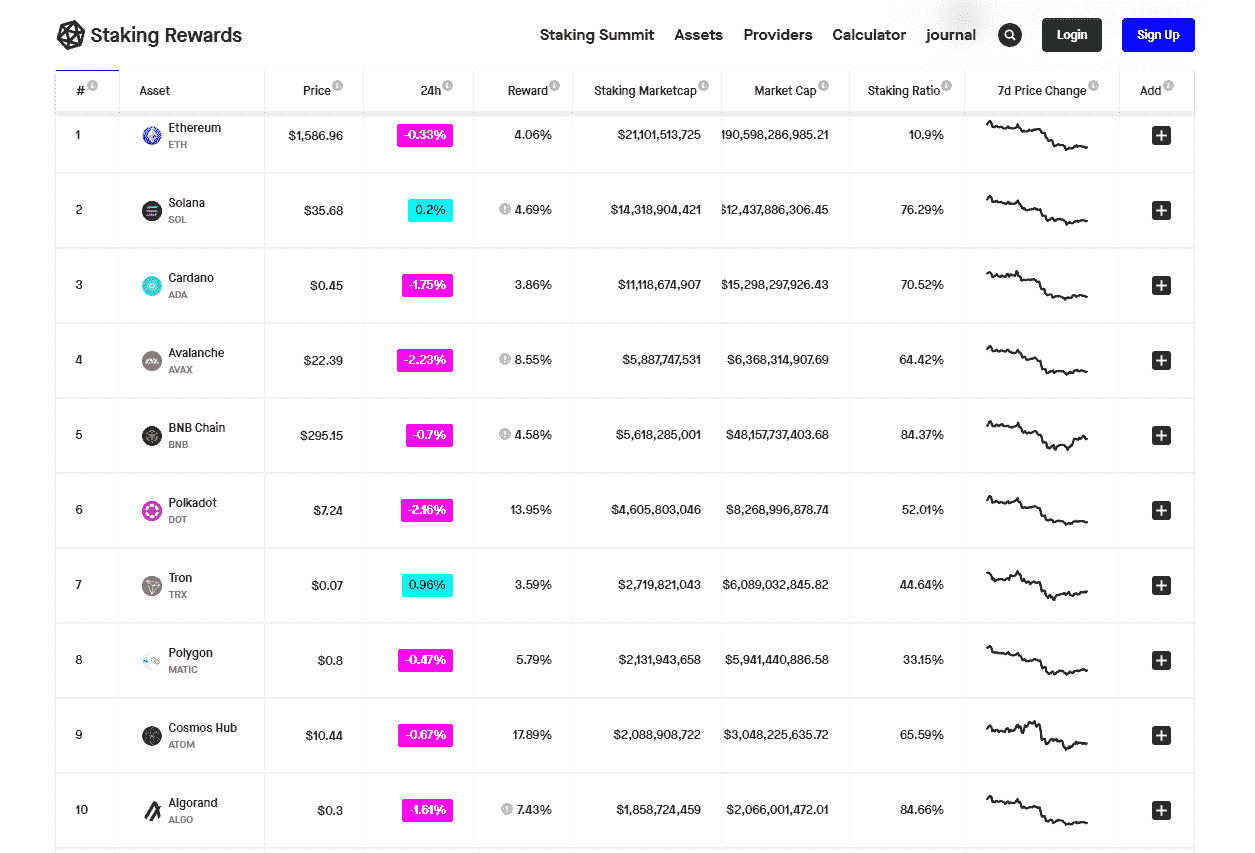 Staking Rewards Staking Summit Assets Providers Calculator journal Login Sign Up
# Asset Price 24h Reward Staking Marketcap Market Cap Staking Ratio 7d Price Change Add
1 Ethereum ETH $1,586.96 -0.33% 4.06% $21,101,513,725 190,598,286,985.21 10.9%
2 Solana SOL $35.68 0.2% 4.69% $14,318,904,421 $12,437,886,306.45 76.29%
3 Cardano ADA $0.45 -1.75% 3.86% $11,118,674,907 $15,298,297,926.43 70.52%
4 Avalanche AVAX $22.39 -2.23% 8.55% $5,887,747,531 $6,368,314,907.69 64.42%
5 BNB Chain BNB $295.15 -0.7% 4.58% $5,618,285,001 $48,157,737,403.68 84.37%
6 Polkadot DOT $7.24 -2.16% 13.95% $4,605,803,046 $8,268,996,878.74 52.01%
7 Tron TRX $0.07 0.96% 3.59% $2,719,821,043 $6,089,032,845.82 44.64%
8 Polygon MATIC $0.8 -0.47% 5.79% $2,131,943,658 $5,941,440,886.58 33.15%
9 Cosmos Hub ATOM $10.44 -0.67% 17.89% $2,088,908,722 $3,048,225,635.72 65.59%
10 Algorand ALGO $0.3 -1.61% 7.43% $1,858,724,459 $2,066,001,472.01 84.66%